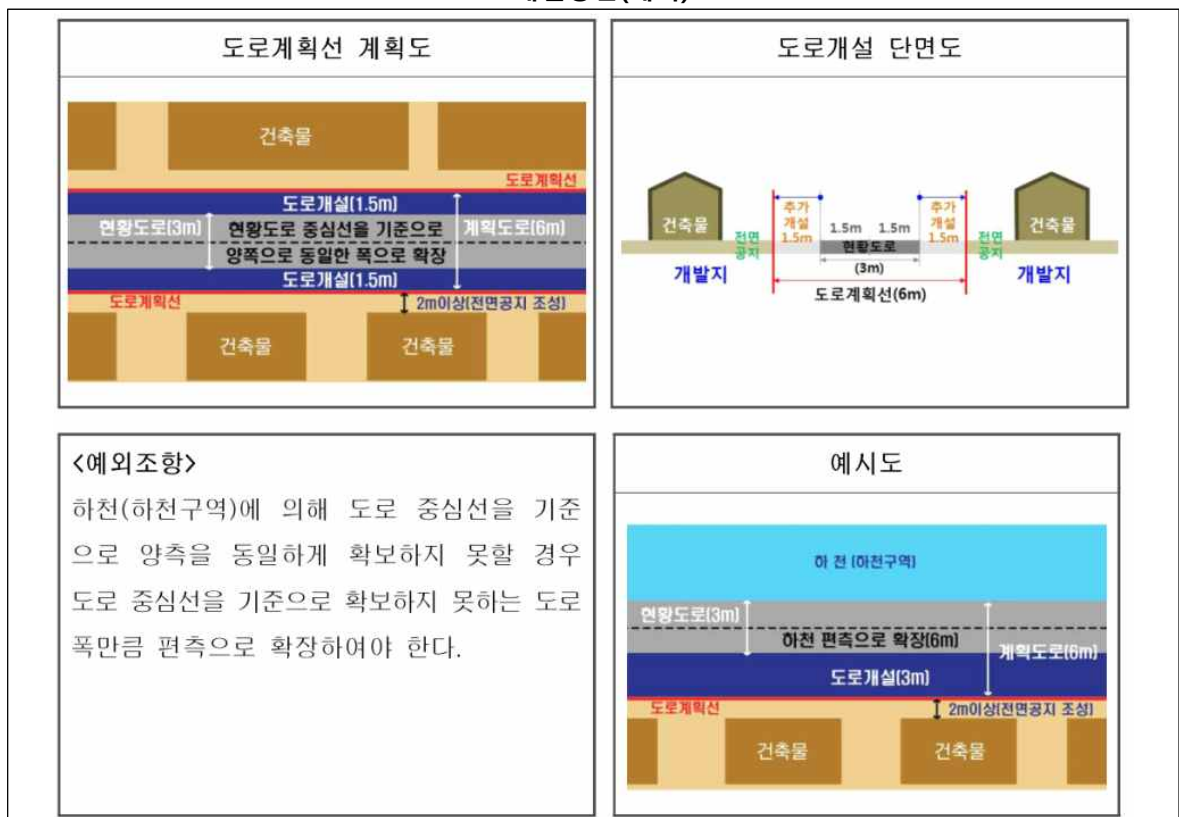 도로계획선 계획도
건축물
도로계획선
도로개설(1.5m)
현황도로(3m)
현황도로 중심선을 기준으로
계획도로(6m)
양쪽으로 동일한 폭으로 확장
도로개설(1.5m)
도로계획선
2m이상(전면공지 조성)
건축물
건축물
도로개설 단면도
건축물
전면
공지
개발지
추가
개설
1.5m
1.5m
1.5m
현황도로
(3m)
추가
개설
1.5m
전면
공지
건축물
개발지
도로계획선(6m)
<예외조항>
하천(하천구역)에 의해 도로 중심선을 기준
으로 양측을 동일하게 확보하지 못할 경우
도로 중심선을 기준으로 확보하지 못하는 도로
폭만큼 편측으로 확장하여야 한다.
예시도
하 천 (하천구역)
현황도로(3m)
하천 편측으로 확장(6m)
계획도로(6m)
도로개설(3m)
도로계획선
2m이상(전면공지 조성)
건축물
건축물